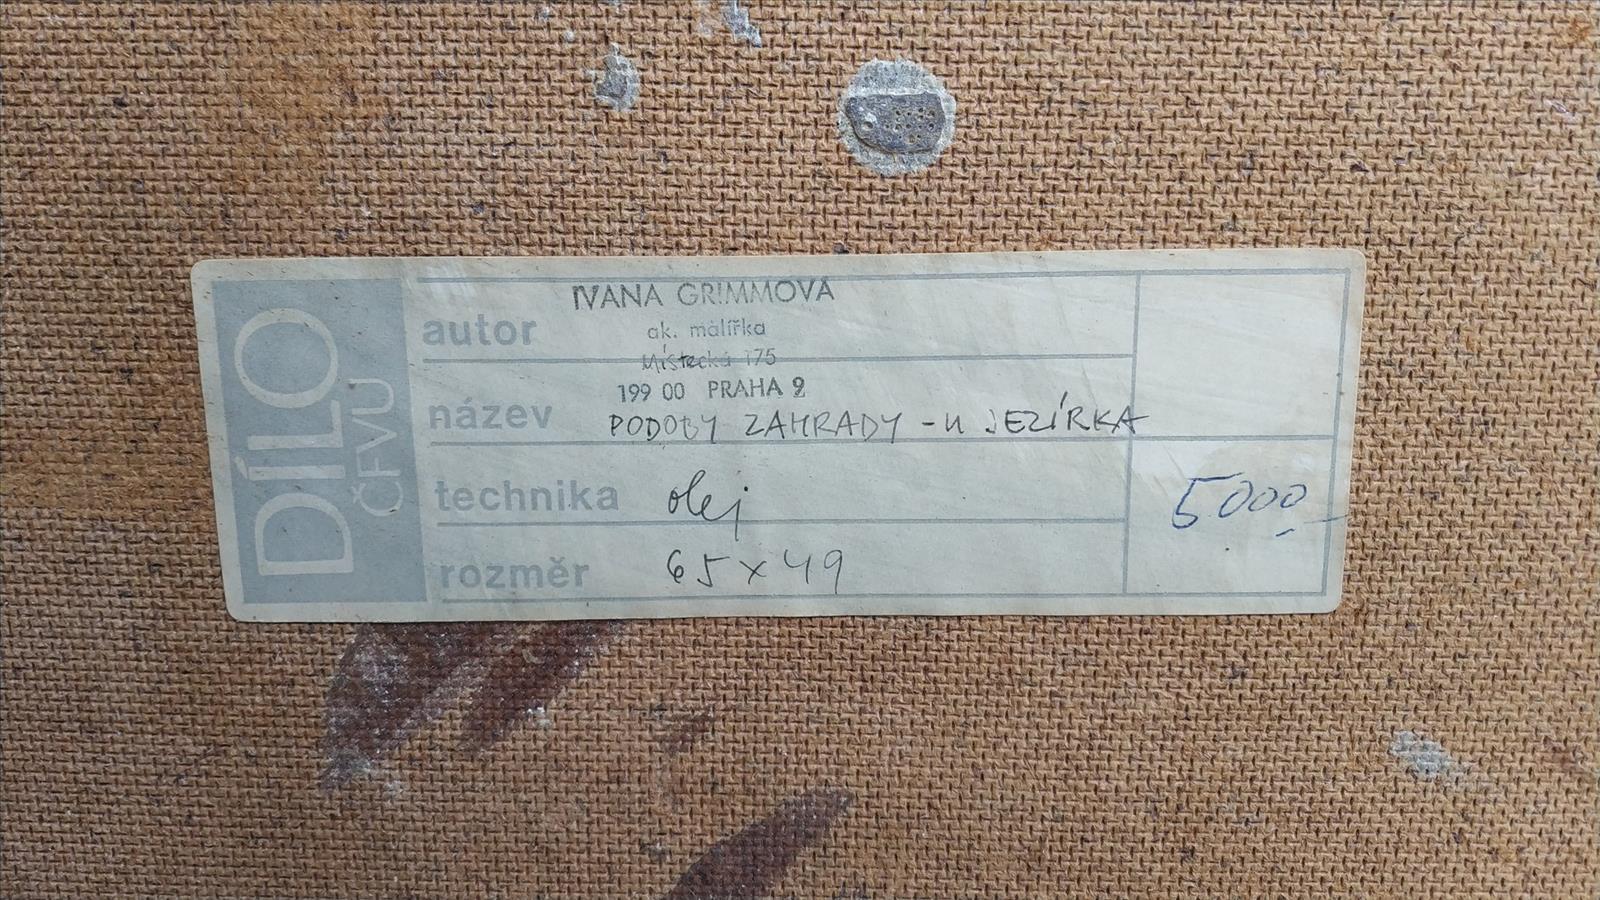 DÍLO
ČFVU
IVANA GRIMMOVÁ
autor
ak. malířka
Místecká 175
199 00 PRAHA 9
název PODOBY ZAHRADY - U JEZÍRKA
technika olej
5000,-
rozměr 65 x 49